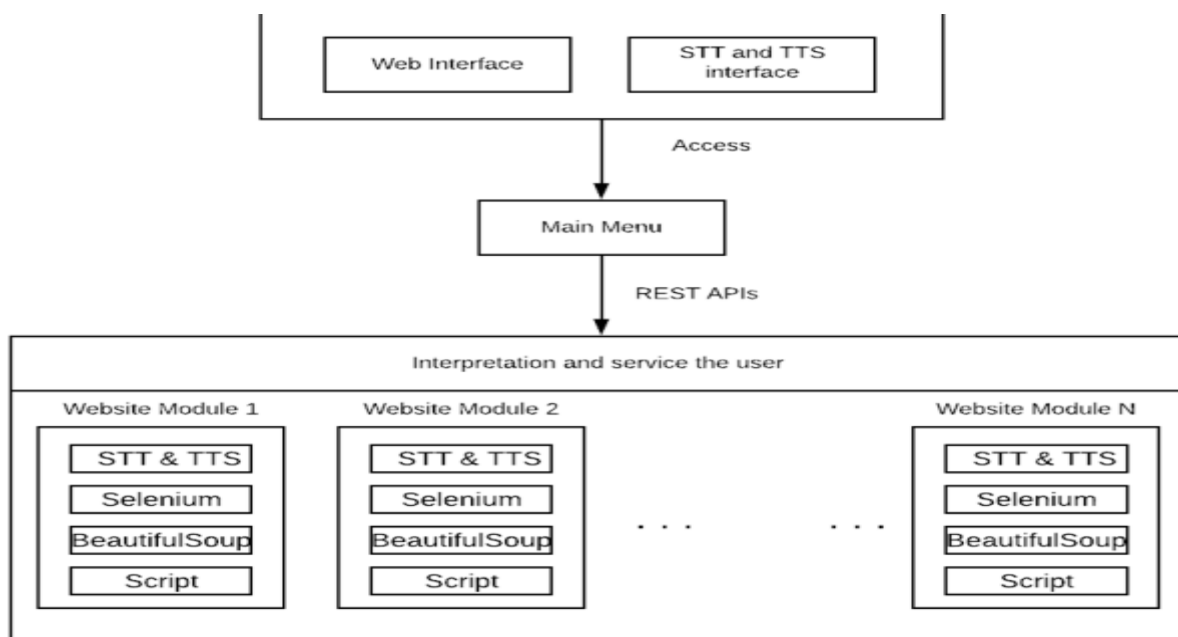 Web Interface
STT and TTS
interface
Access
Main Menu
REST APIs
Interpretation and service the user
Website Module 1
Website Module 2
Website Module N
STT & TTS
STT & TTS
STT & TTS
Selenium
Selenium
Selenium
BeautifulSoup
BeautifulSoup
. . .
. . .
BeautifulSoup
Script
Script
Script